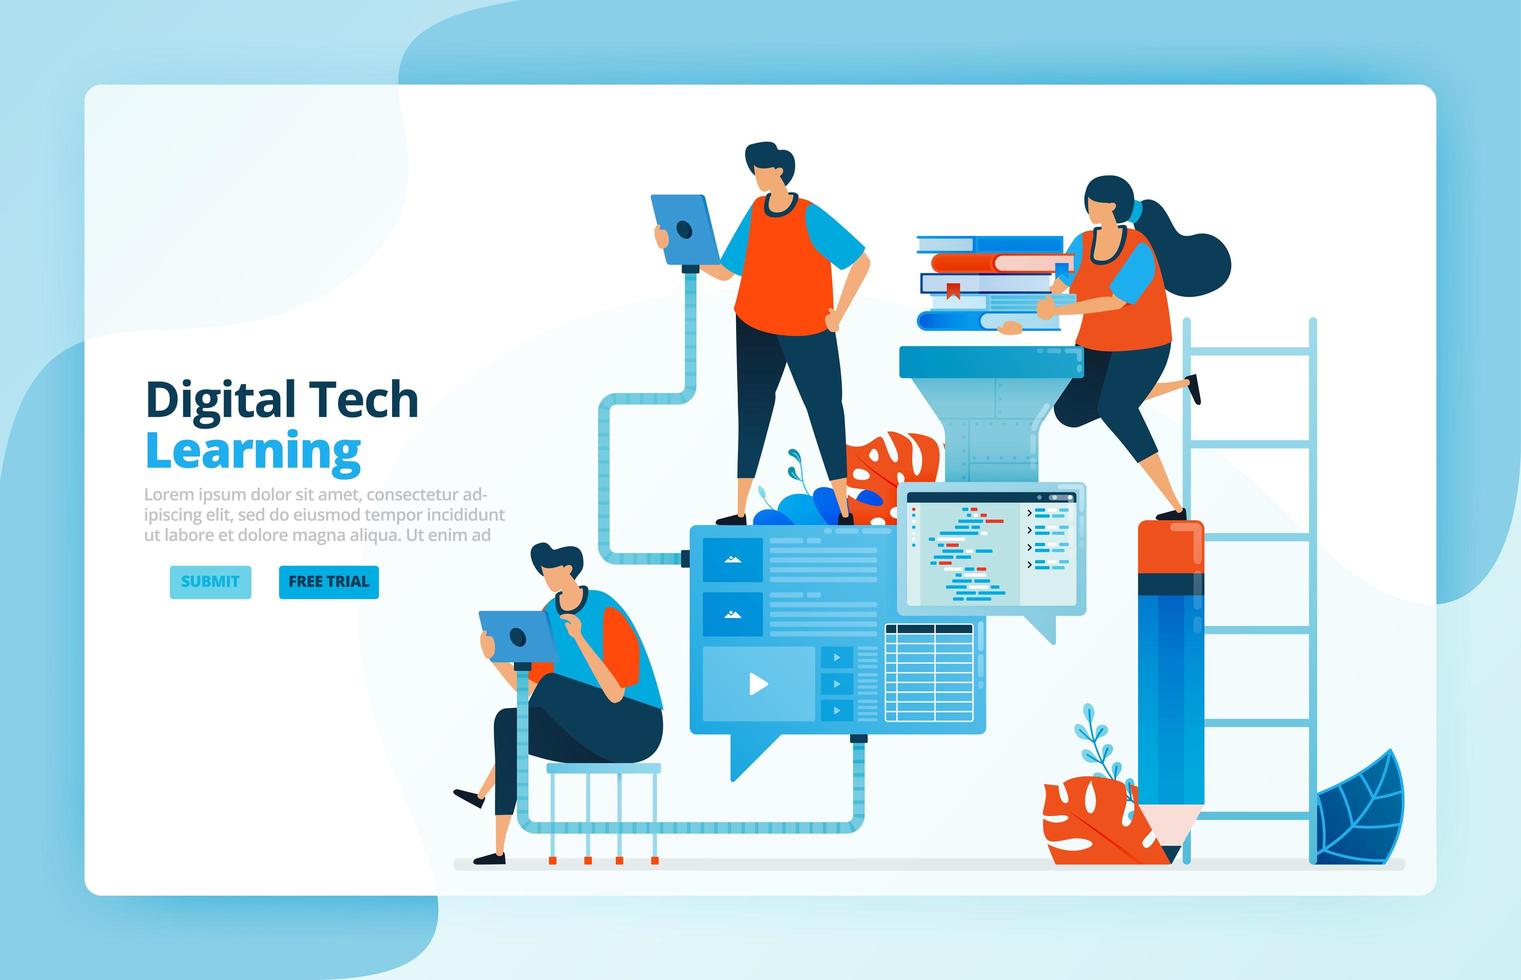 Digital Tech
Learning
Lorem ipsum dolor sit amet, consectetur ad-
ipiscing elit, sed do eiusmod tempor incididunt
ut labore et dolore magna aliqua. Ut enim ad
SUBMIT
FREE TRIAL